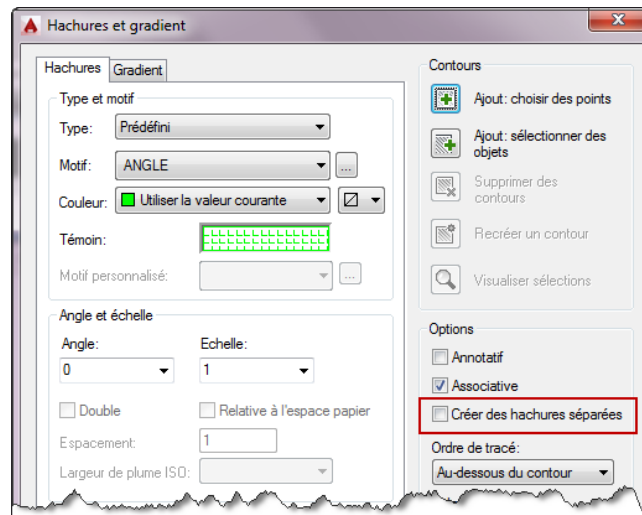 Hachures et gradient
Hachures
Gradient
Type et motif
Type:
Prédéfini
Motif:
ANGLE
...
Couleur:
Utiliser la valeur courante
Témoin:
Motif personnalisé:
...
Angle et échelle
Angle:
Echelle:
0
1
Double
Relative à l'espace papier
Espacement:
1
Largeur de plume ISO:
Contours
Ajout: choisir des points
Ajout: sélectionner des
objets
Supprimer des
contours
Recréer un contour
Visualiser sélections
Options
Annotatif
Associative
Créer des hachures séparées
Ordre de tracé:
Au-dessous du contour